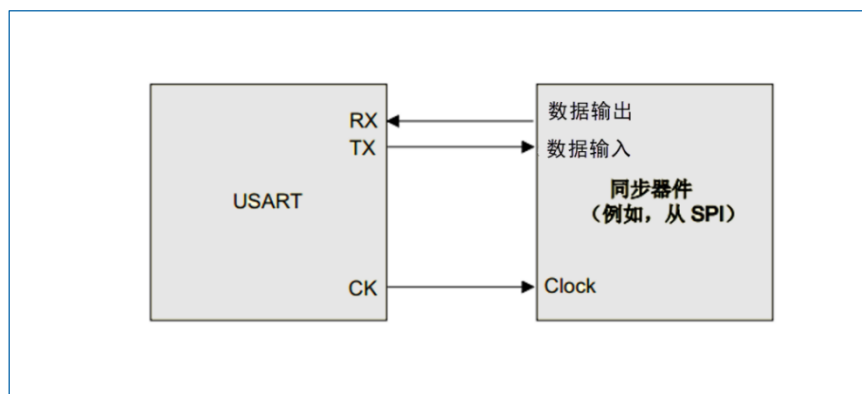 RX
TX
USART
CK
数据输出
数据输入
同步器件
（例如，从 SPI）
Clock